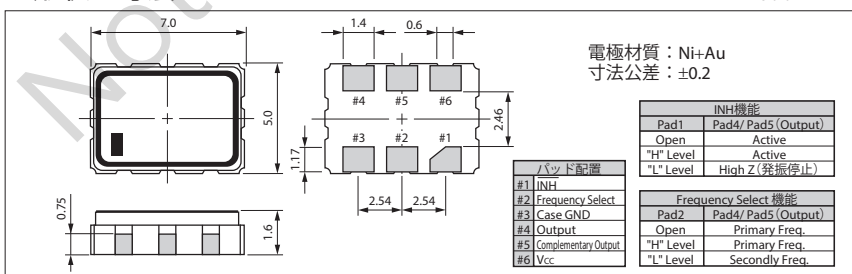 7.0
5.0
0.75
1.6
1.4
0.6
#4 #5 #6
#3 #2 #1
2.46
1.17
2.54 2.54
電極材質：Ni+Au
寸法公差：±0.2
パッド配置
#1 INH
#2 Frequency Select
#3 Case GND
#4 Output
#5 Complementary Output
#6 Vcc
INH機能
Pad1 Pad4/ Pad5（Output）
Open Active
"H" Level Active
"L" Level High Z（発振停止）
Frequency Select 機能
Pad2 Pad4/ Pad5（Output）
Open Primary Freq.
"H" Level Primary Freq.
"L" Level Secondly Freq.